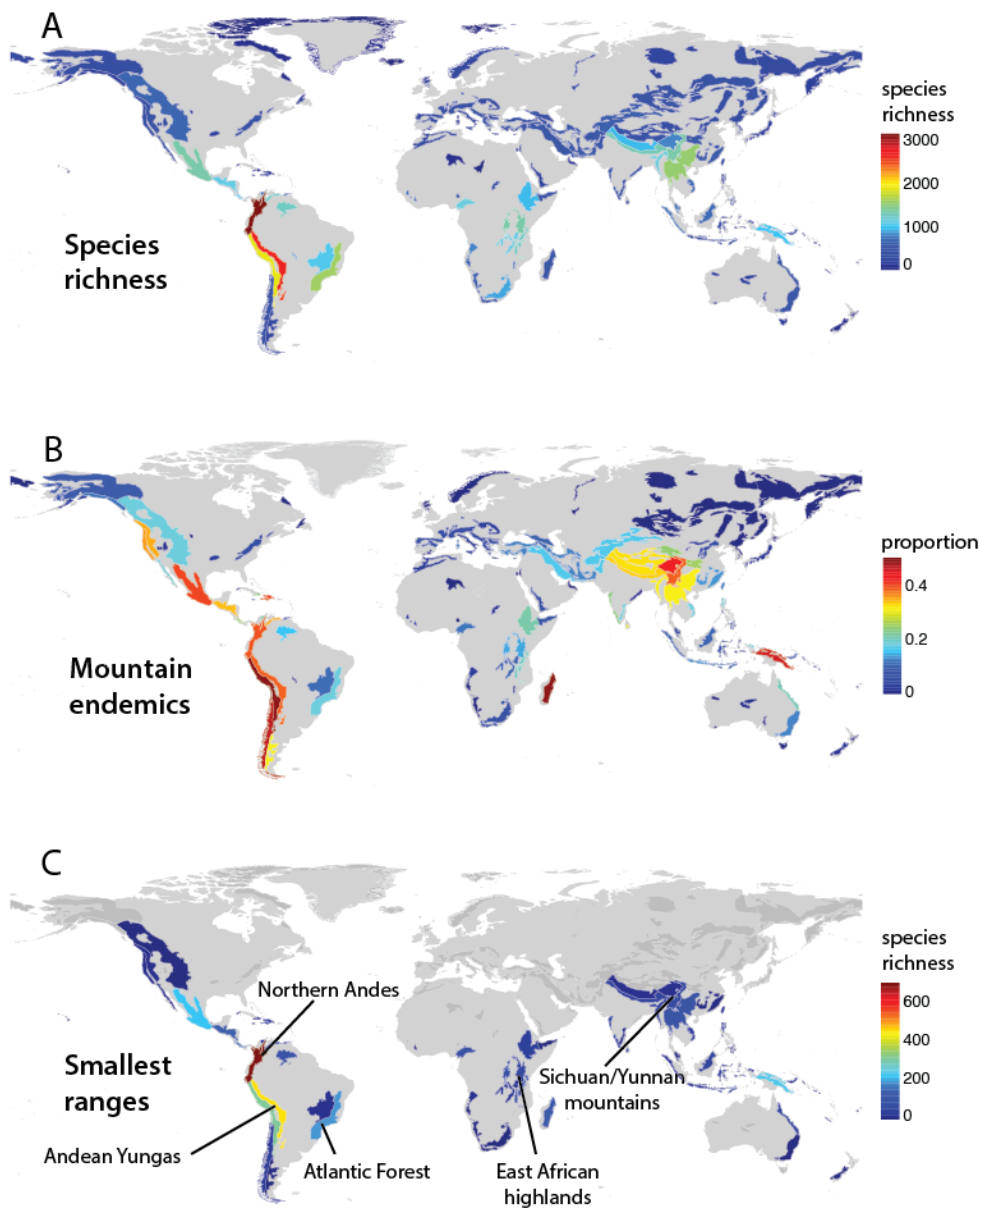 A
species
richness
3000
2000
1000
0
Species
richness
B
proportion
0.4
0.2
0
Mountain
endemics
C
species
richness
600
400
200
0
Northern Andes
Smallest
ranges
Sichuan/Yunnan
mountains
Andean Yungas
Atlantic Forest
East African
highlands